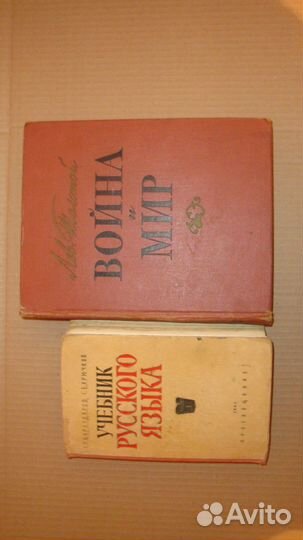 Лев Толстой
ВОЙНА
и
МИР
УЧЕБНИК
РУССКОГО
ЯЗЫКА
Avito